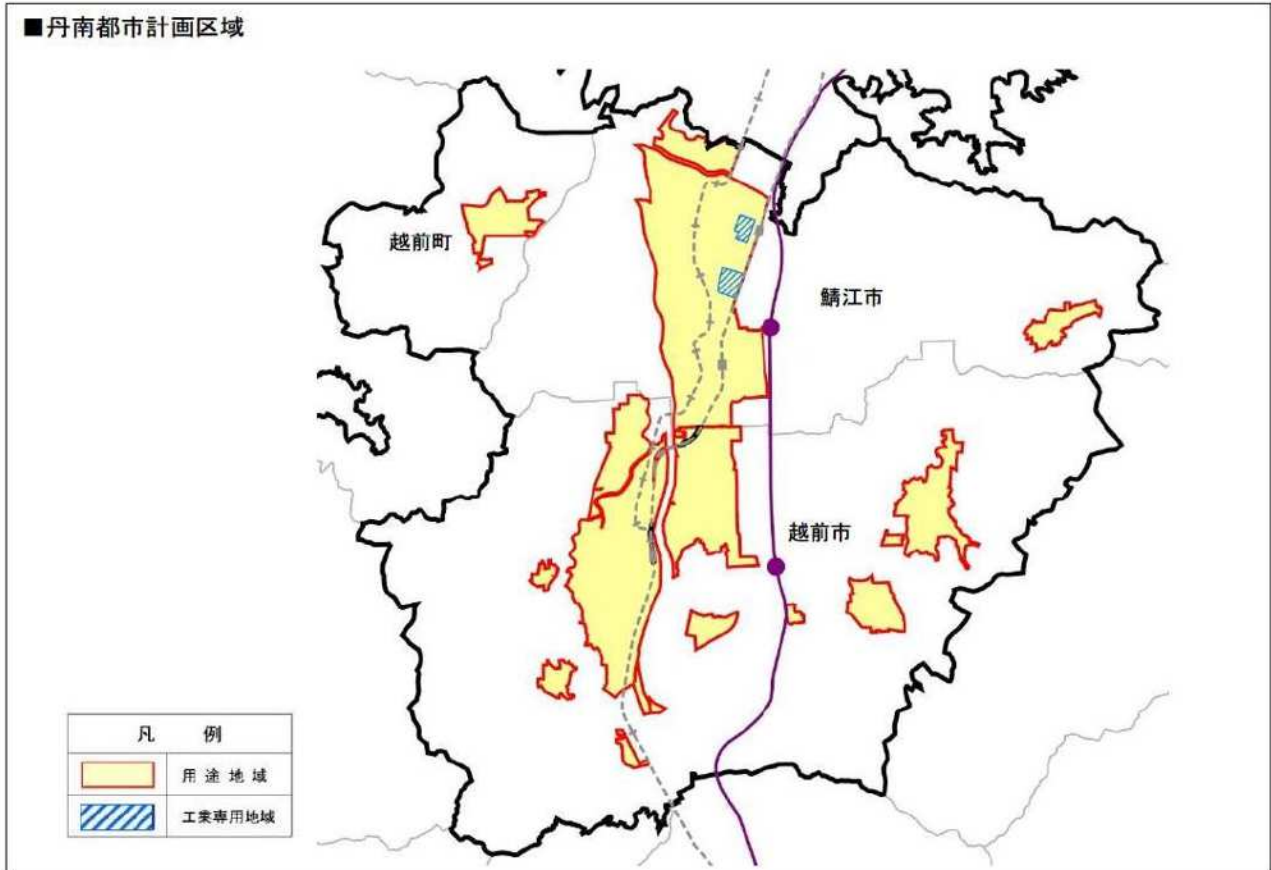 ■丹南都市計画区域
越前町
鯖江市
越前市
凡 例
用途地域
工業専用地域